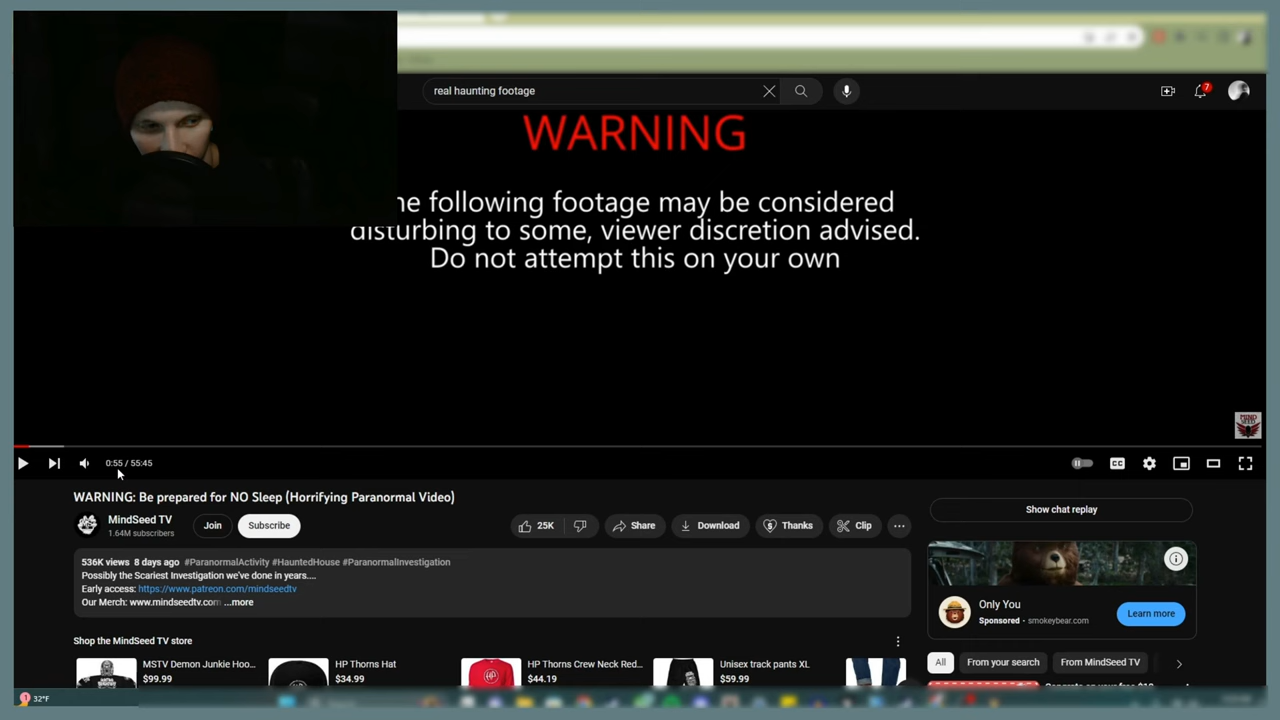 real haunting footage
7
WARNING
he following footage may be considered
disturbing to some, viewer discretion advised.
Do not attempt this on your own
MIND
SEED
0:55 / 55:45
CC
WARNING: Be prepared for NO Sleep (Horrifying Paranormal Video)
MindSeed TV
1.64M subscribers
Join
Subscribe
25K
Share
Download
Thanks
Clip
Show chat replay
536K views 8 days ago #ParanormalActivity #HauntedHouse #ParanormalInvestigation
Possibly the Scariest Investigation we've done in years....
Early access: https://www.patreon.com/mindseedtv
Our Merch: www.mindseedtv.com ...more
Only You
Sponsored · smokeybear.com
Learn more
Shop the MindSeed TV store
All
From your search
From MindSeed TV
MSTV Demon Junkie Hoo...
$99.99
HP Thorns Hat
$34.99
HP Thorns Crew Neck Red...
$44.19
Unisex track pants XL
$59.99
1
32°F